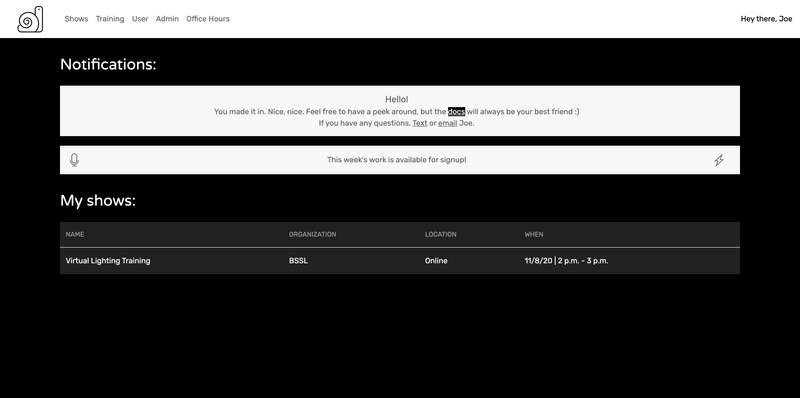 Shows Training User Admin Office Hours Hey there, Joe
Notifications:
Hello!
You made it in. Nice, nice. Feel free to have a peek around, but the docs will always be your best friend :)
If you have any questions. Text or email Joe.
This week's work is available for signup!
My shows:
NAME ORGANIZATION LOCATION WHEN
Virtual Lighting Training BSSL Online 11/8/20 | 2 p.m. - 3 p.m.